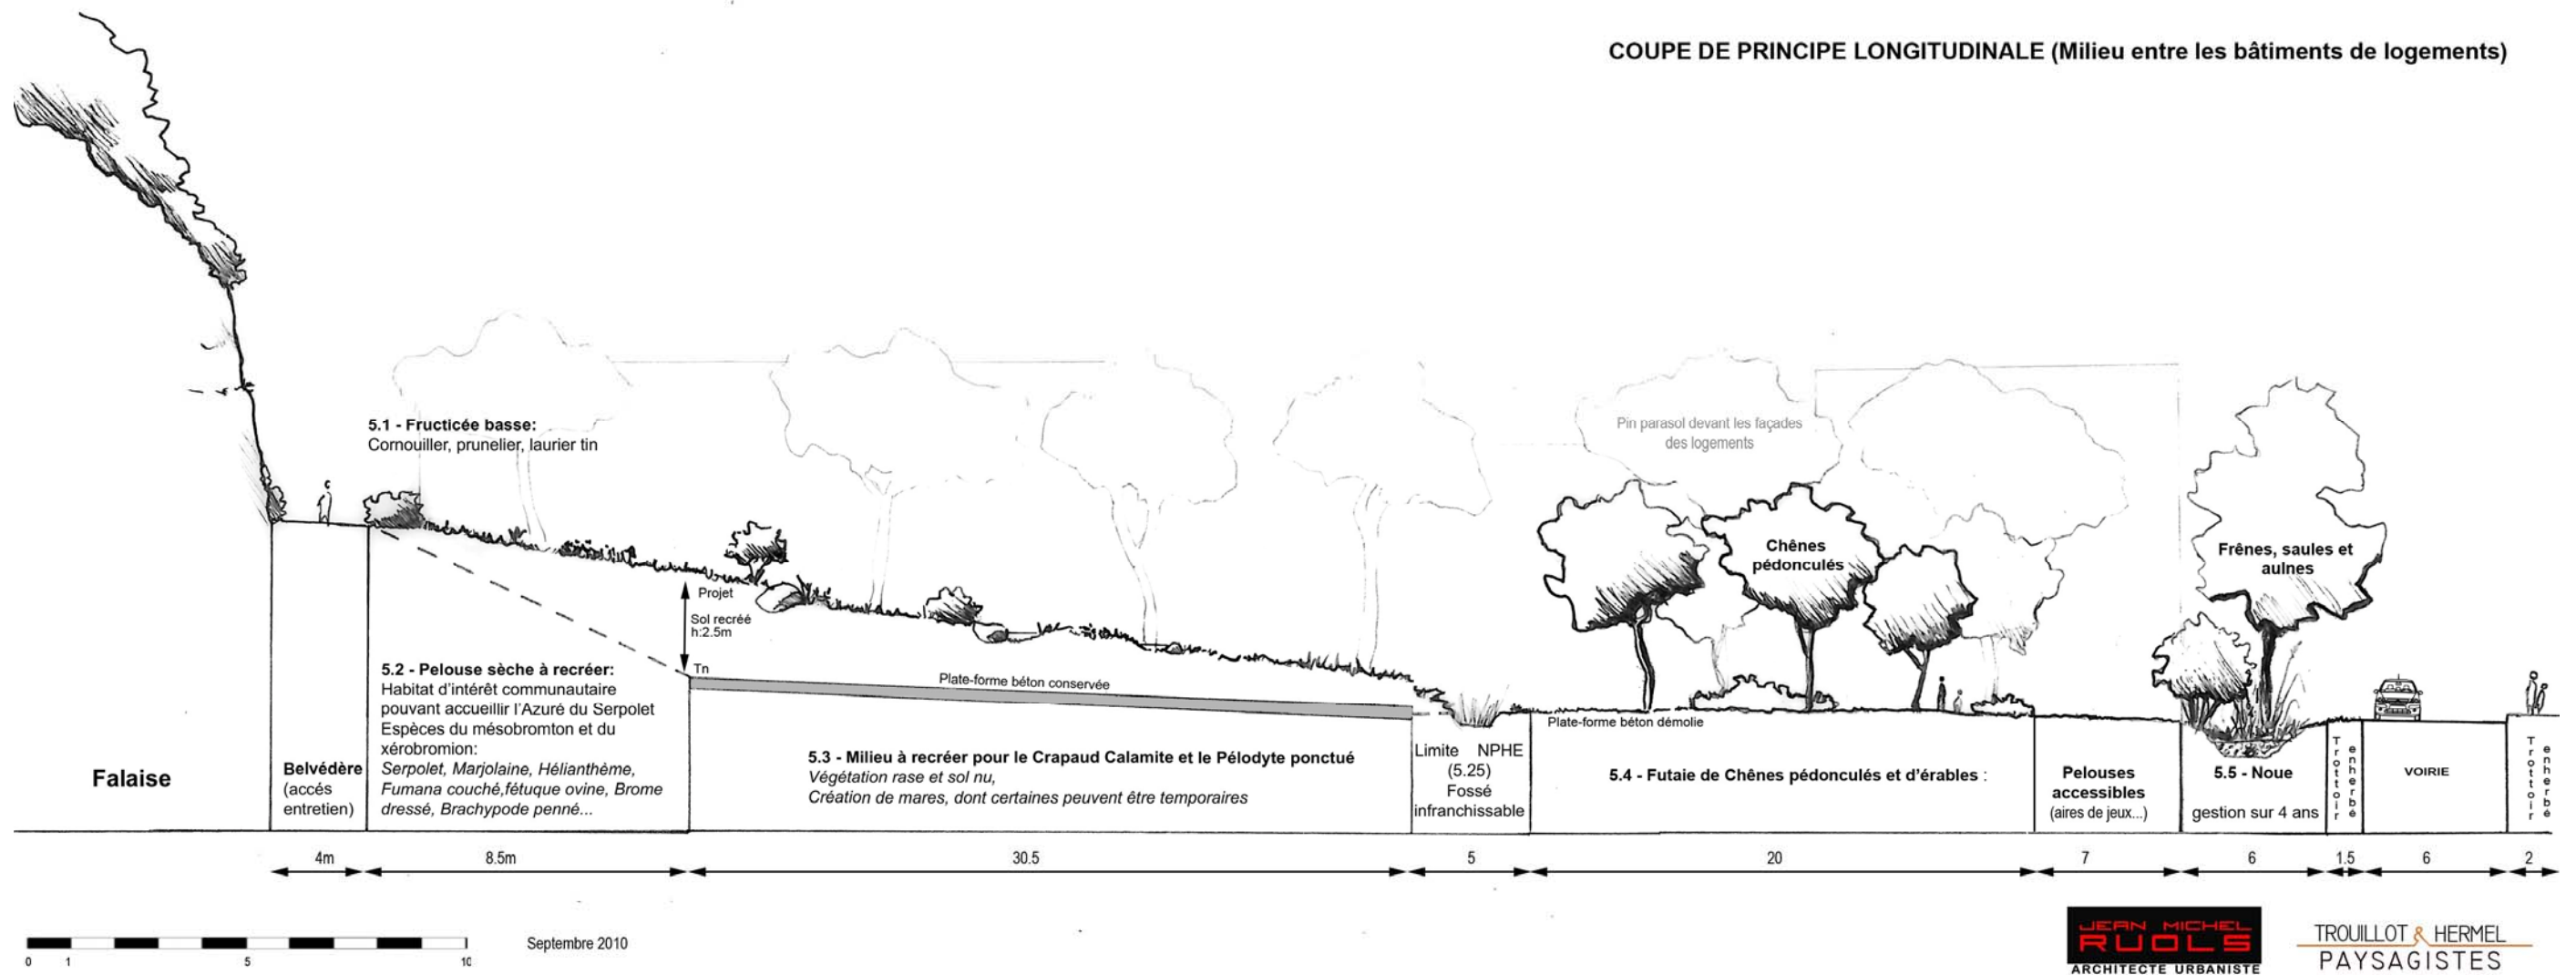 COUPE DE PRINCIPE LONGITUDINALE (Milieu entre les bâtiments de logements)
5.1 - Fructicée basse:
Cornouiller, prunelier, laurier tin
Pin parasol devant les façades
des logements
Chênes
pédonculés
Frênes, saules et
aulnes
Projet
Sol recréé
h:2.5m
Tn
Plate-forme béton conservée
Plate-forme béton démolie
Falaise
Belvédère
(accés
entretien)
5.2 - Pelouse sèche à recréer:
Habitat d'intérêt communautaire
pouvant accueillir l'Azuré du Serpolet
Espèces du mésobromton et du
xérobromion:
Serpolet, Marjolaine, Hélianthème,
Fumana couché,fétuque ovine, Brome
dressé, Brachypode penné...
5.3 - Milieu à recréer pour le Crapaud Calamite et le Pélodyte ponctué
Végétation rase et sol nu,
Création de mares, dont certaines peuvent être temporaires
Limite NPHE
(5.25)
Fossé
infranchissable
5.4 - Futaie de Chênes pédonculés et d'érables :
Pelouses
accessibles
(aires de jeux...)
5.5 - Noue
gestion sur 4 ans
Trottoir
enherbé
VOIRIE
Trottoir
enherbé
4m 8.5m 30.5 5 20 7 6 1.5 6 2
0 1 5 10
Septembre 2010
JEAN MICHEL
RUOLS
ARCHITECTE URBANISTE
TROUILLOT & HERMEL
PAYSAGISTES